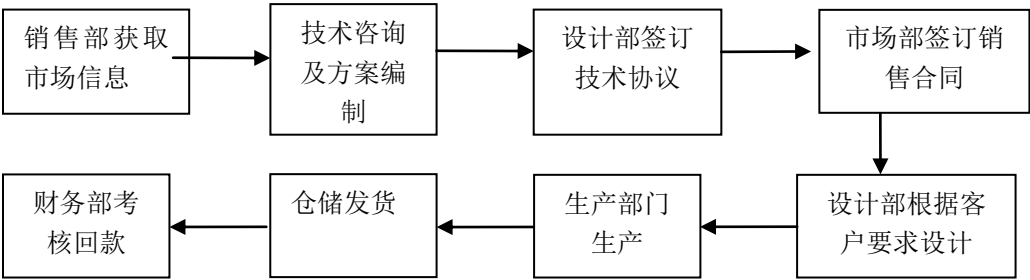 销售部获取
市场信息
技术咨询
及方案编
制
设计部签订
技术协议
市场部签订销
售合同
财务部考
核回款
仓储发货
生产部门
生产
设计部根据客
户要求设计